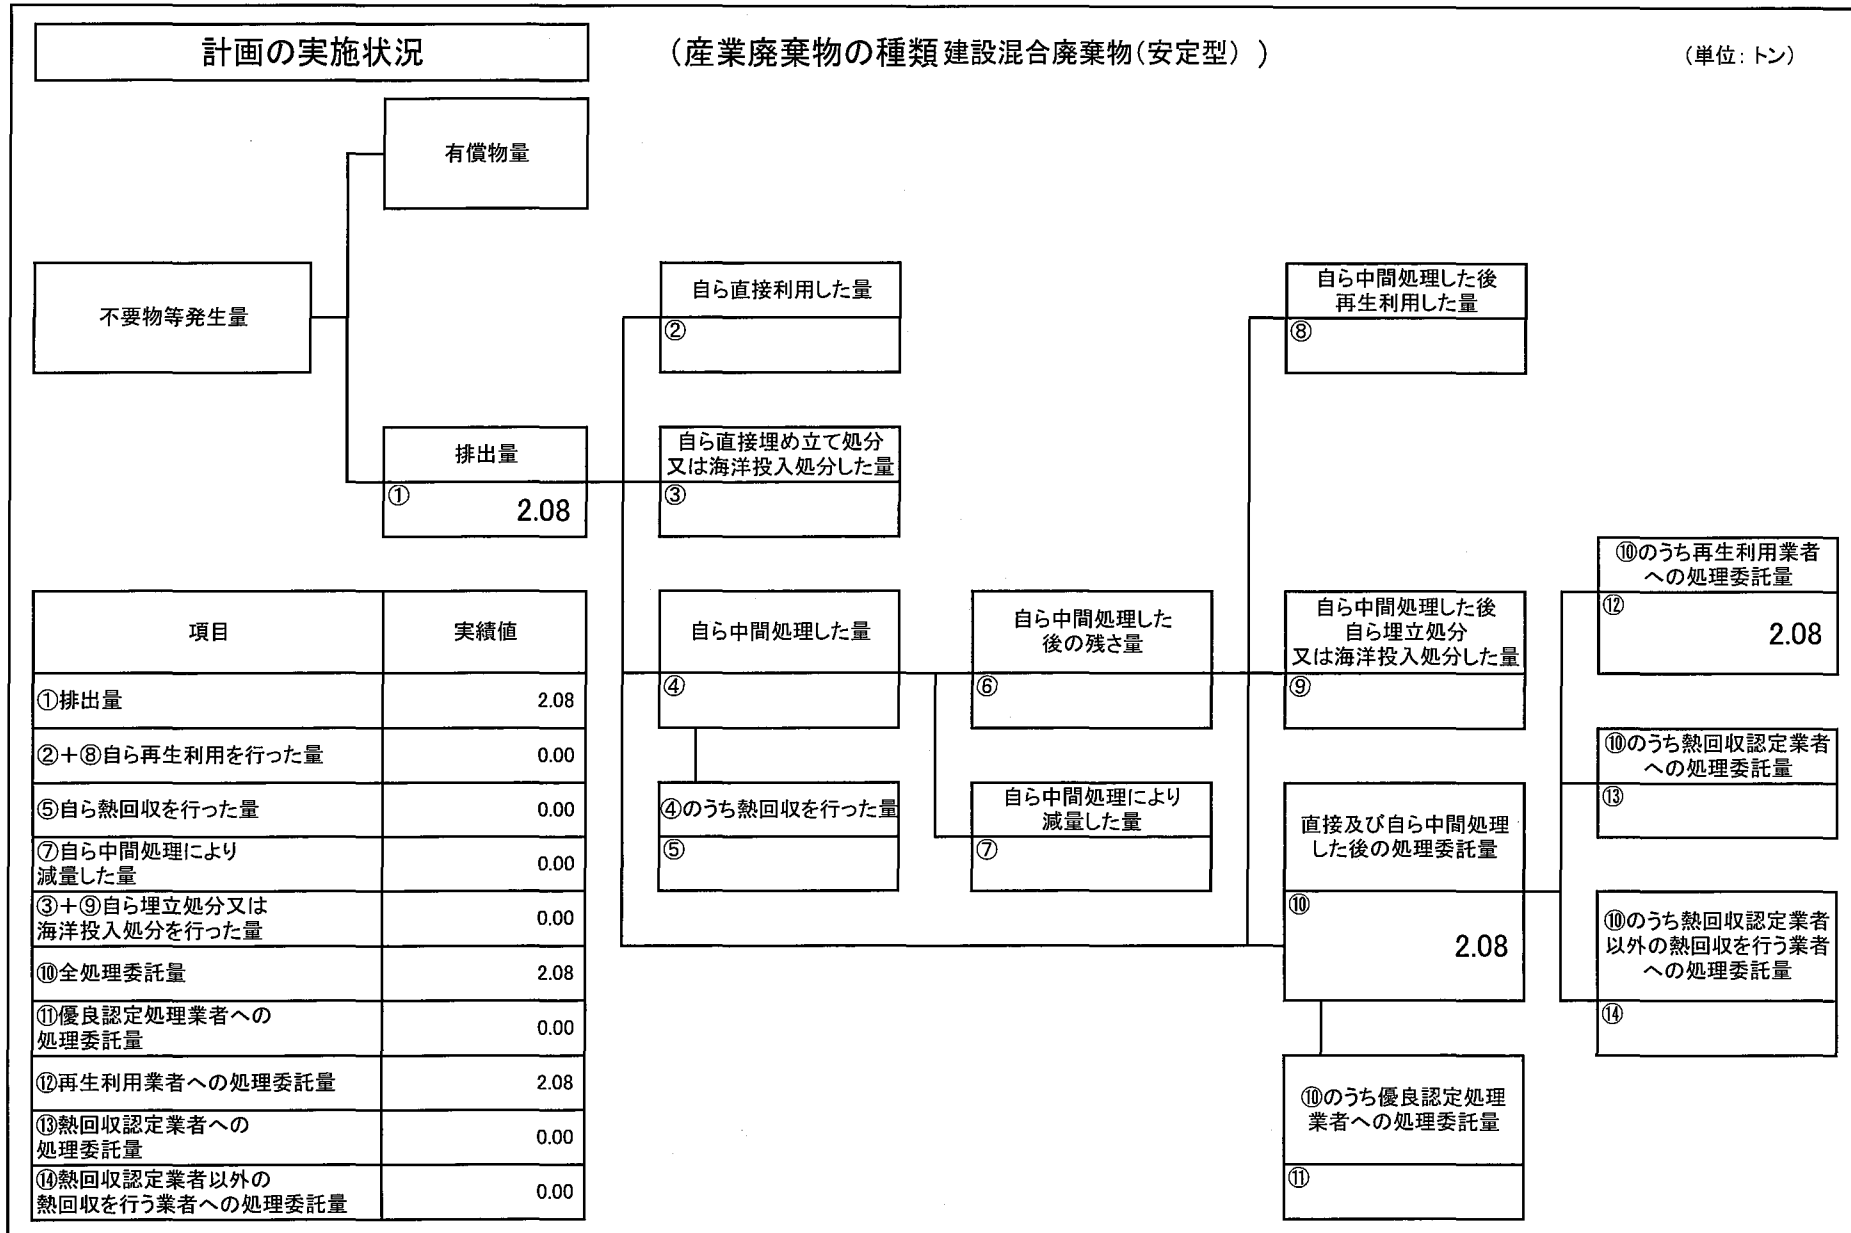 計画の実施状況
(産業廃棄物の種類 建設混合廃棄物(安定型) )
(単位：トン)
有償物量
不要物等発生量
自ら直接利用した量
②
自ら中間処理した後
再生利用した量
⑧
排出量
①
2.08
自ら直接埋め立て処分
又は海洋投入処分した量
③
⑩のうち再生利用業者
への処理委託量
⑫
2.08
自ら中間処理した量
④
自ら中間処理した
後の残さ量
⑥
自ら中間処理した後
自ら埋立処分
又は海洋投入処分した量
⑨
⑩のうち熱回収認定業者
への処理委託量
⑬
④のうち熱回収を行った量
⑤
自ら中間処理により
減量した量
⑦
直接及び自ら中間処理
した後の処理委託量
⑩
2.08
⑩のうち熱回収認定業者
以外の熱回収を行う業者
への処理委託量
⑭
⑩のうち優良認定処理
業者への処理委託量
⑪
項目 実績値
①排出量 2.08
②＋⑧自ら再生利用を行った量 0.00
⑤自ら熱回収を行った量 0.00
⑦自ら中間処理により
減量した量 0.00
③＋⑨自ら埋立処分又は
海洋投入処分を行った量 0.00
⑩全処理委託量 2.08
⑪優良認定処理業者への
処理委託量 0.00
⑫再生利用業者への処理委託量 2.08
⑬熱回収認定業者への
処理委託量 0.00
⑭熱回収認定業者以外の
熱回収を行う業者への処理委託量 0.00